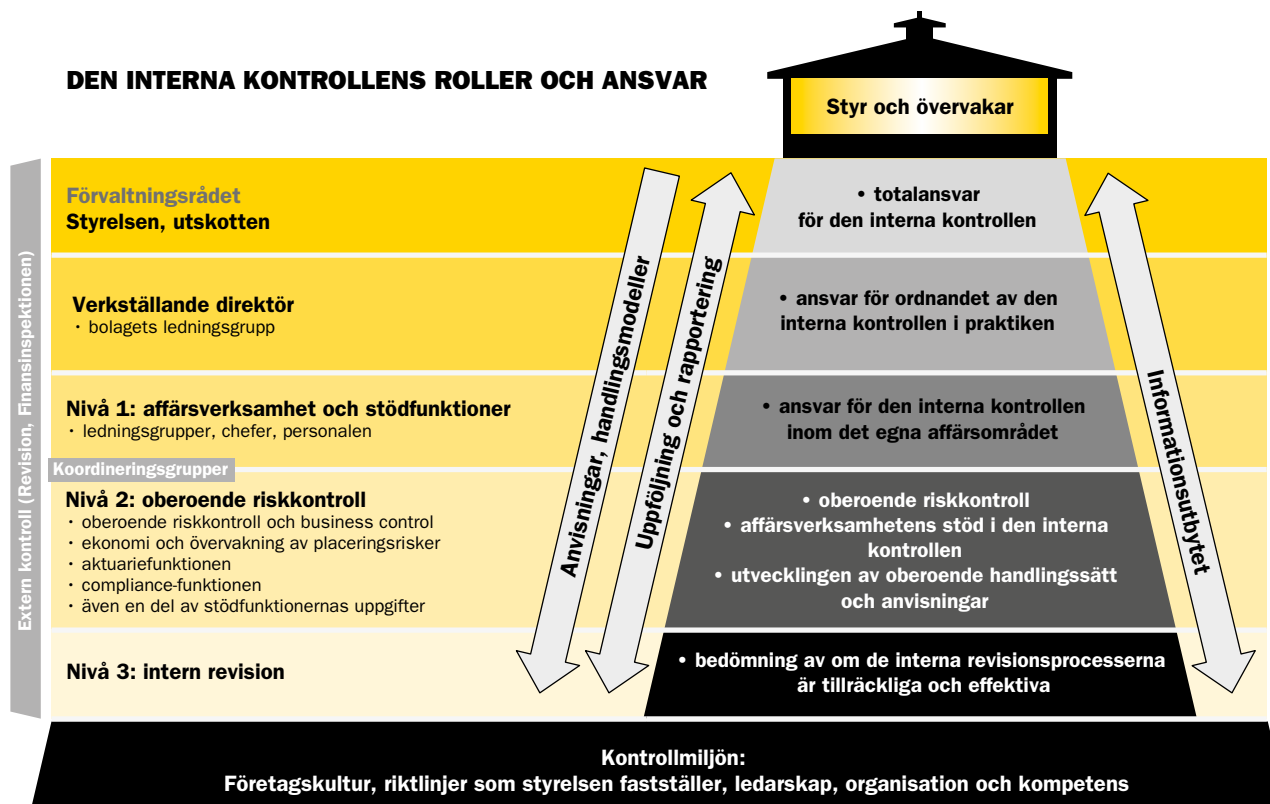 DEN INTERNA KONTROLLENS ROLLER OCH ANSVAR
Styr och övervakar
Extern kontroll (Revision, Finansinspektionen)
Förvaltningsrådet
Styrelsen, utskotten
• totalansvar
för den interna kontrollen
Verkställande direktör
• bolagets ledningsgrupp
• ansvar för ordnandet av den
interna kontrollen i praktiken
Nivå 1: affärsverksamhet och stödfunktioner
• ledningsgrupper, chefer, personalen
• ansvar för den interna kontrollen
inom det egna affärsområdet
Koordineringsgrupper
Nivå 2: oberoende riskkontroll
• oberoende riskkontroll och business control
• ekonomi och övervakning av placeringsrisker
• aktuariefunktionen
• compliance-funktionen
• även en del av stödfunktionernas uppgifter
• oberoende riskkontroll
• affärsverksamhetens stöd i den interna
kontrollen
• utvecklingen av oberoende handlingssätt
och anvisningar
Nivå 3: intern revision
• bedömning av om de interna revisionsprocesserna
är tillräckliga och effektiva
Anvisningar, handlingsmodeller
Uppföljning och rapportering
Informationsutbytet
Kontrollmiljön:
Företagskultur, riktlinjer som styrelsen fastställer, ledarskap, organisation och kompetens